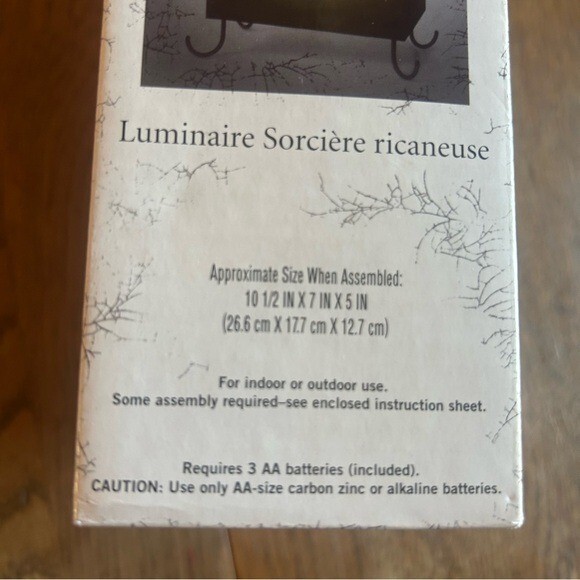 Luminaire Sorcière ricaneuse
Approximate Size When Assembled:
10 1/2 IN X 7 IN X 5 IN
(26.6 cm X 17.7 cm X 12.7 cm)
For indoor or outdoor use.
Some assembly required–see enclosed instruction sheet.
Requires 3 AA batteries (included).
CAUTION: Use only AA-size carbon zinc or alkaline batteries.